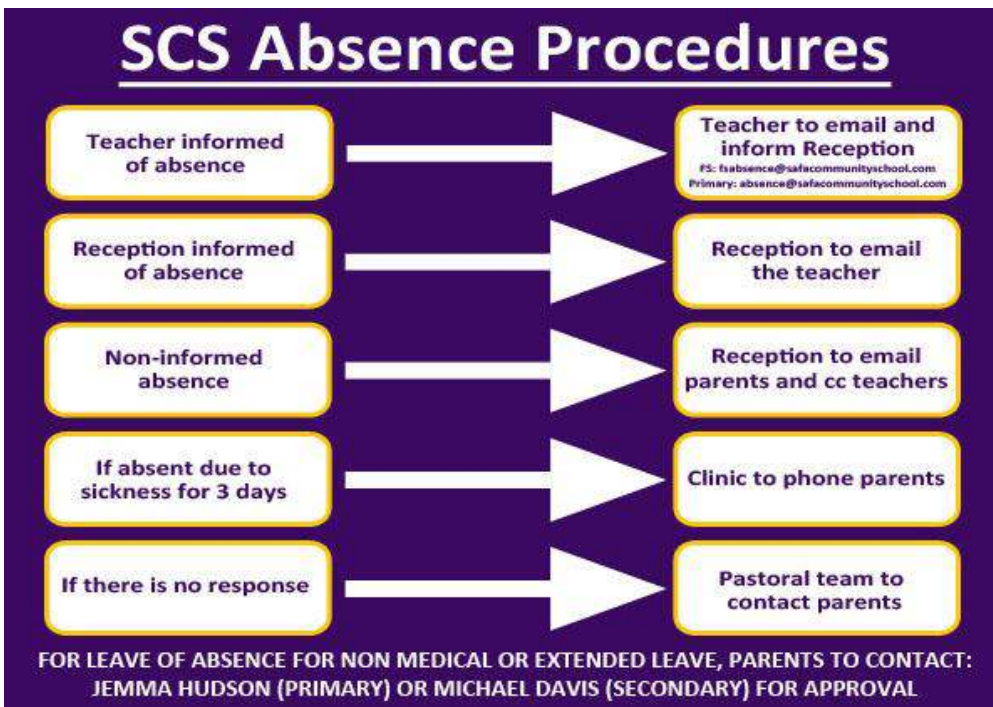 SCS Absence Procedures
Teacher informed
of absence
Teacher to email and
inform Reception
FS: fsabsence@safacommunityschool.com
Primary: absence@safacommunityschool.com
Reception informed
of absence
Reception to email
the teacher
Non-informed
absence
Reception to email
parents and cc teachers
If absent due to
sickness for 3 days
Clinic to phone parents
If there is no response
Pastoral team to
contact parents
FOR LEAVE OF ABSENCE FOR NON MEDICAL OR EXTENDED LEAVE, PARENTS TO CONTACT:
JEMMA HUDSON (PRIMARY) OR MICHAEL DAVIS (SECONDARY) FOR APPROVAL